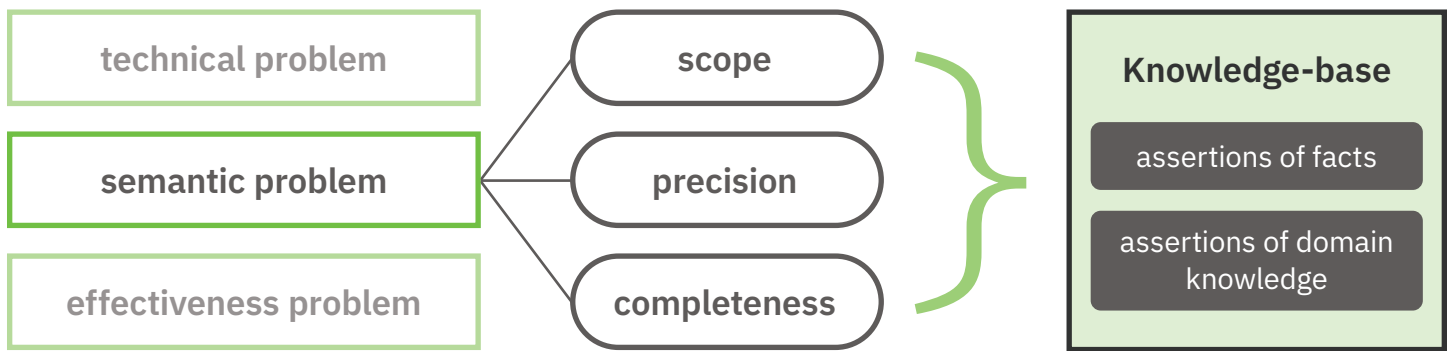 technical problem
semantic problem
effectiveness problem
scope
precision
completeness
Knowledge-base
assertions of facts
assertions of domain
knowledge